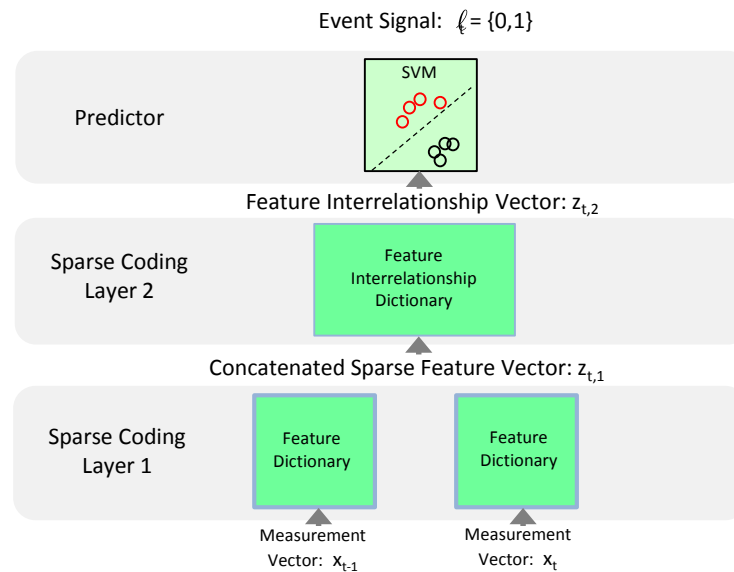 Event Signal: ℓt = {0,1}
SVM
Predictor
Feature Interrelationship Vector: zt,2
Sparse Coding
Layer 2
Feature
Interrelationship
Dictionary
Concatenated Sparse Feature Vector: zt,1
Sparse Coding
Layer 1
Feature
Dictionary
Feature
Dictionary
Measurement
Vector: xt-1
Measurement
Vector: xt